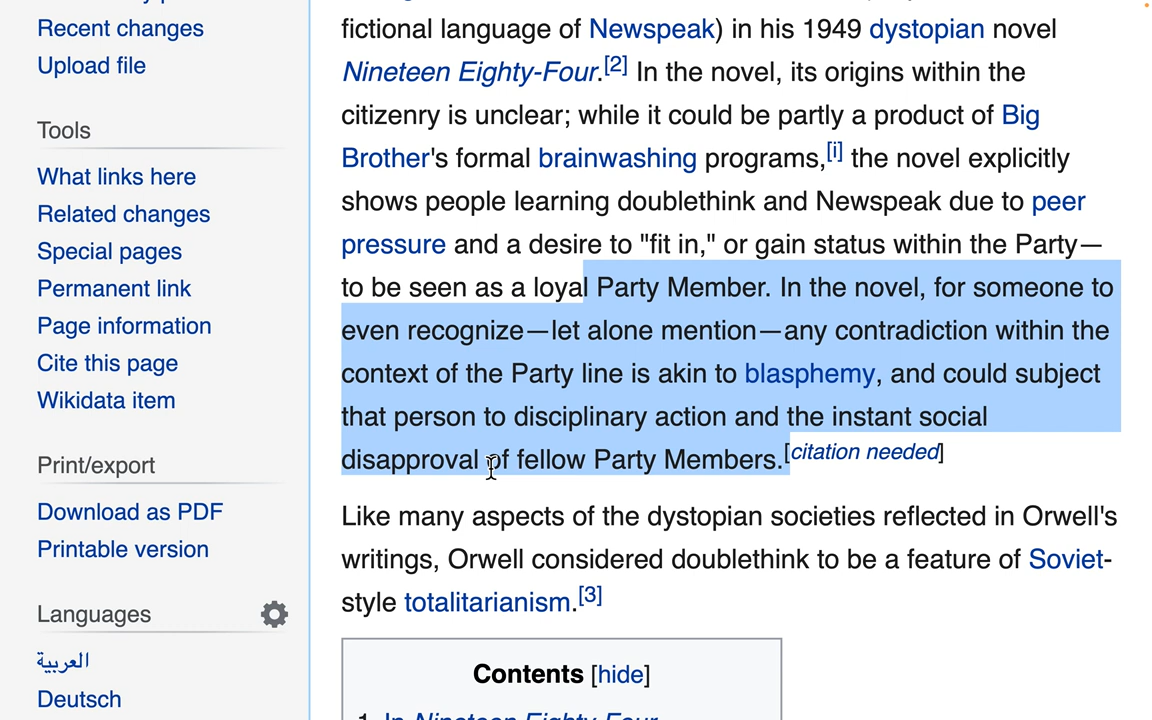 Recent changes
Upload file
Tools
What links here
Related changes
Special pages
Permanent link
Page information
Cite this page
Wikidata item
Print/export
Download as PDF
Printable version
Languages
العربية
Deutsch
fictional language of Newspeak) in his 1949 dystopian novel
Nineteen Eighty-Four.[2] In the novel, its origins within the
citizenry is unclear; while it could be partly a product of Big
Brother's formal brainwashing programs,[i] the novel explicitly
shows people learning doublethink and Newspeak due to peer
pressure and a desire to "fit in," or gain status within the Party—
to be seen as a loyal Party Member. In the novel, for someone to
even recognize—let alone mention—any contradiction within the
context of the Party line is akin to blasphemy, and could subject
that person to disciplinary action and the instant social
disapproval of fellow Party Members.[citation needed]
Like many aspects of the dystopian societies reflected in Orwell's
writings, Orwell considered doublethink to be a feature of Soviet-
style totalitarianism.[3]
Contents [hide]
1 In Nineteen Eighty-Four